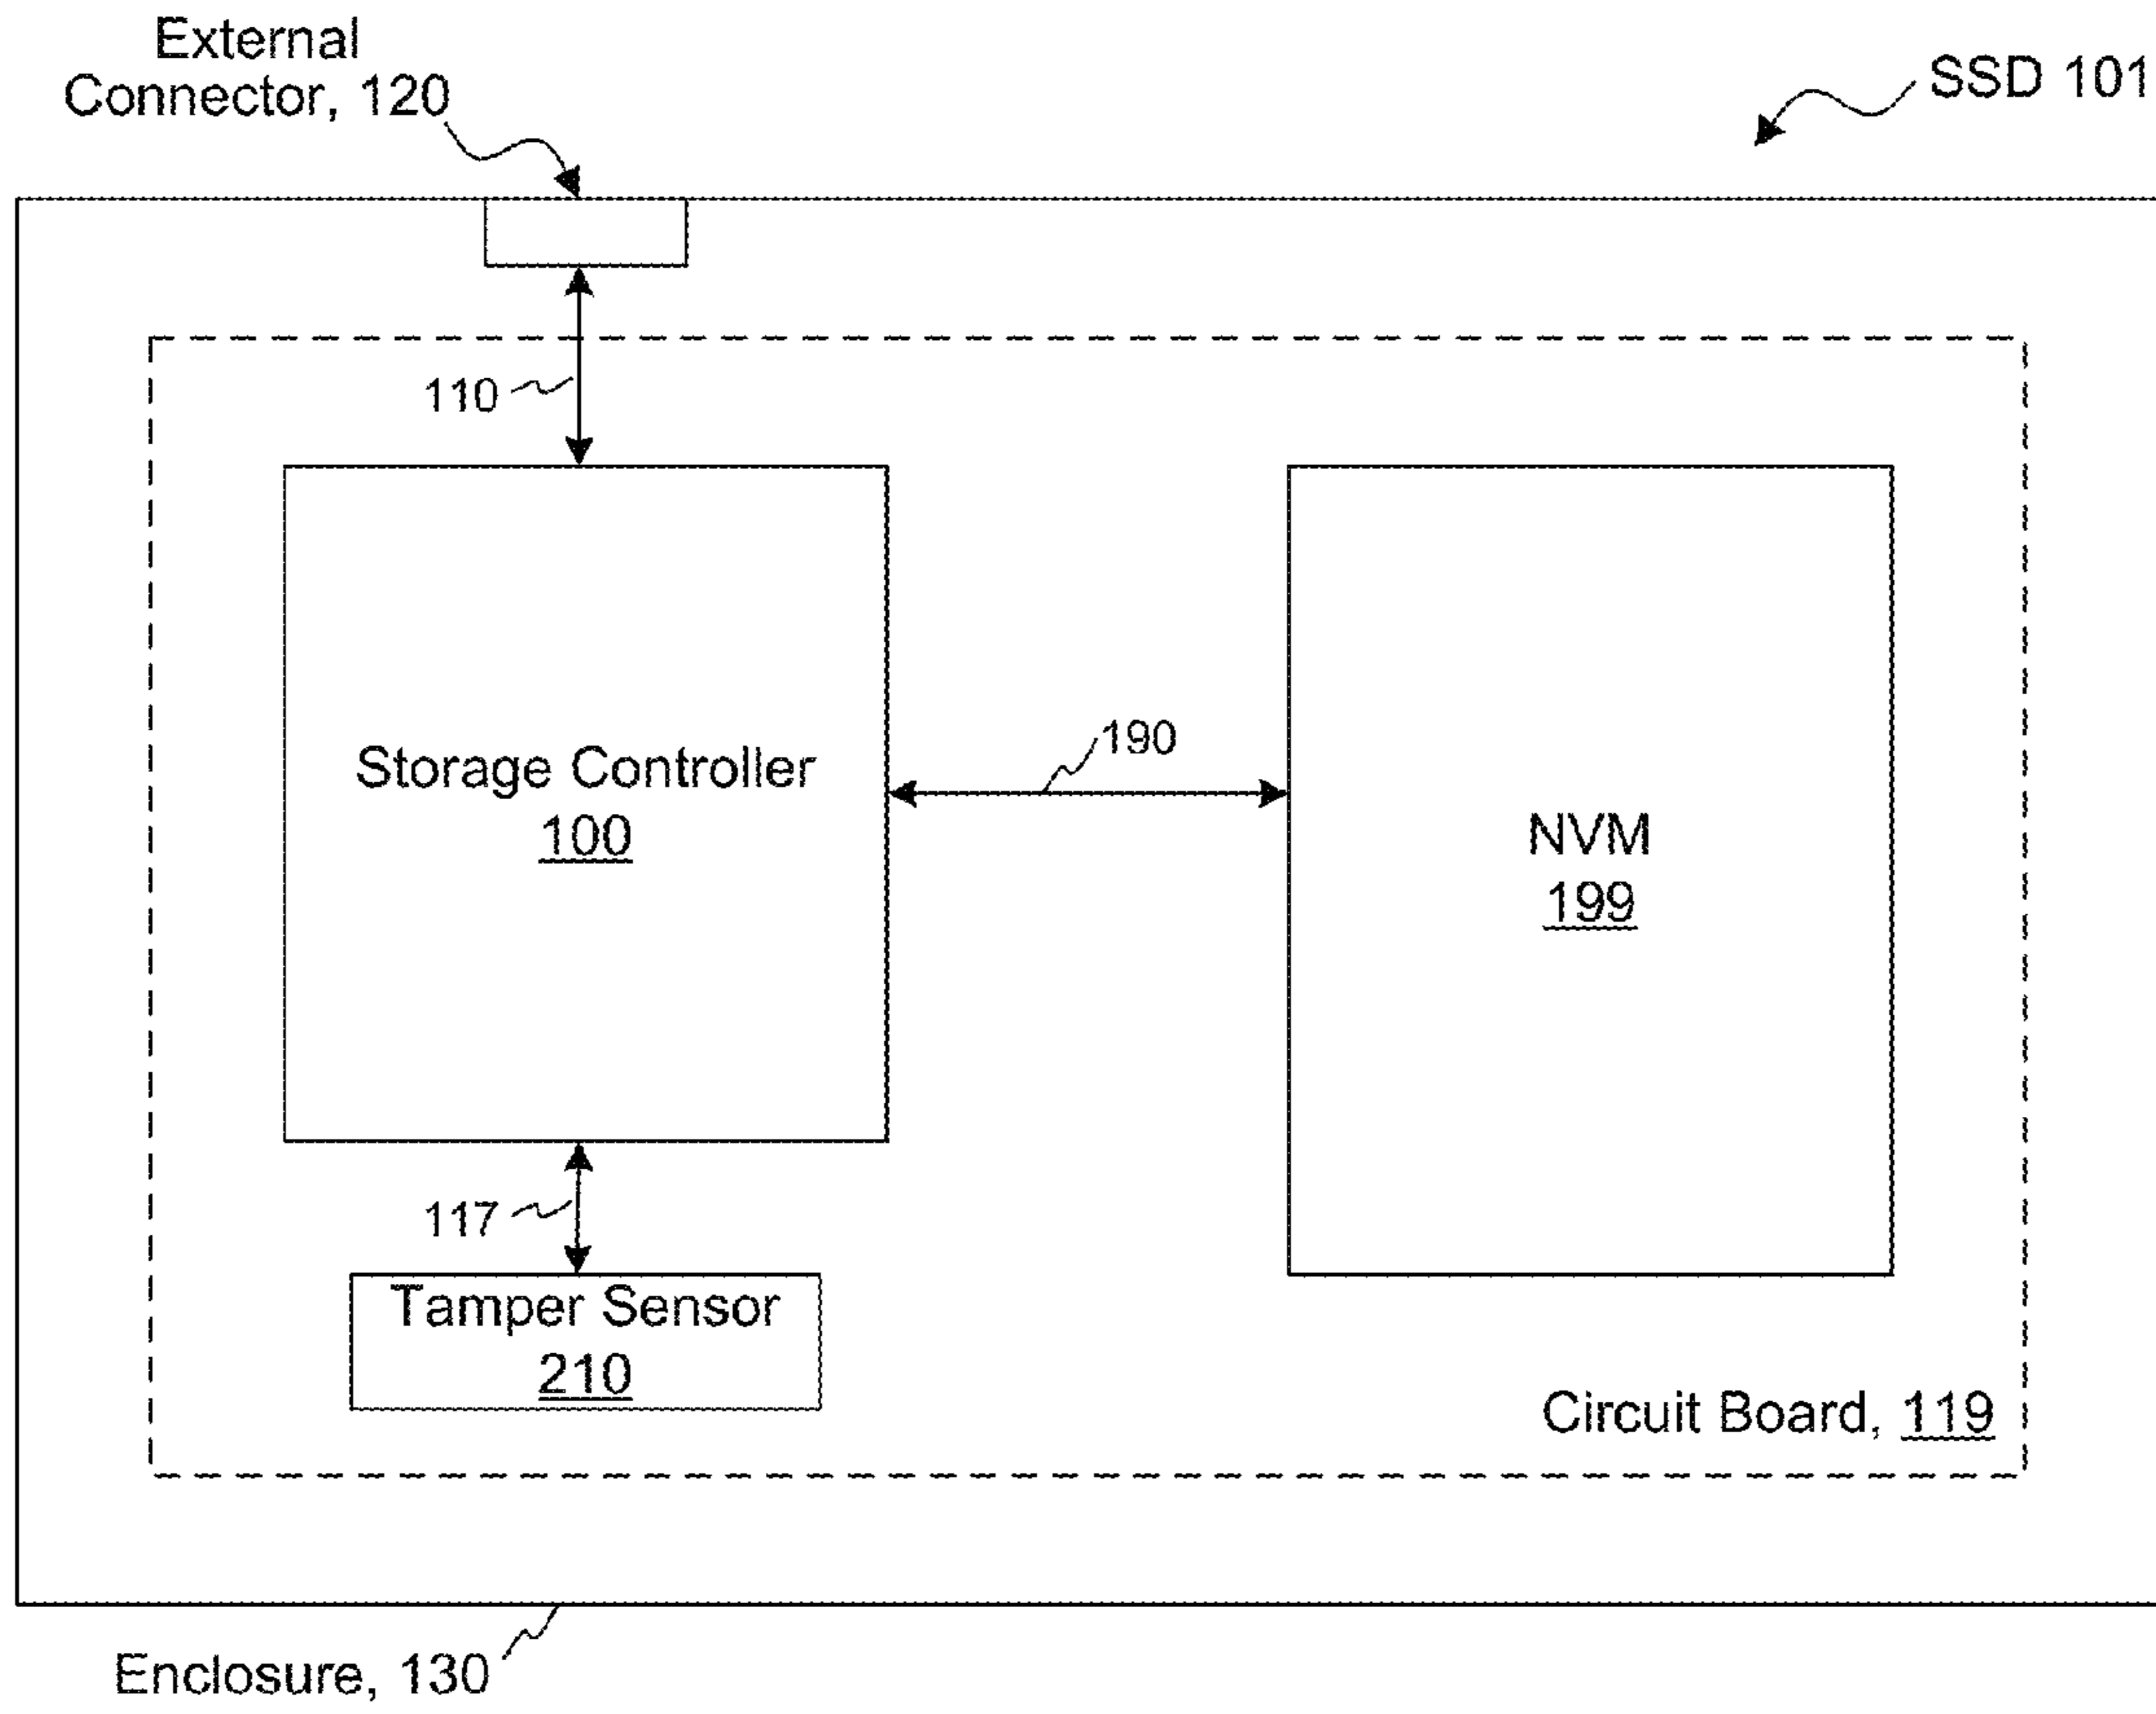 External
Connector, 120
SSD 101
110
Storage Controller
100
190
NVM
199
117
Tamper Sensor
210
Circuit Board, 119
Enclosure, 130